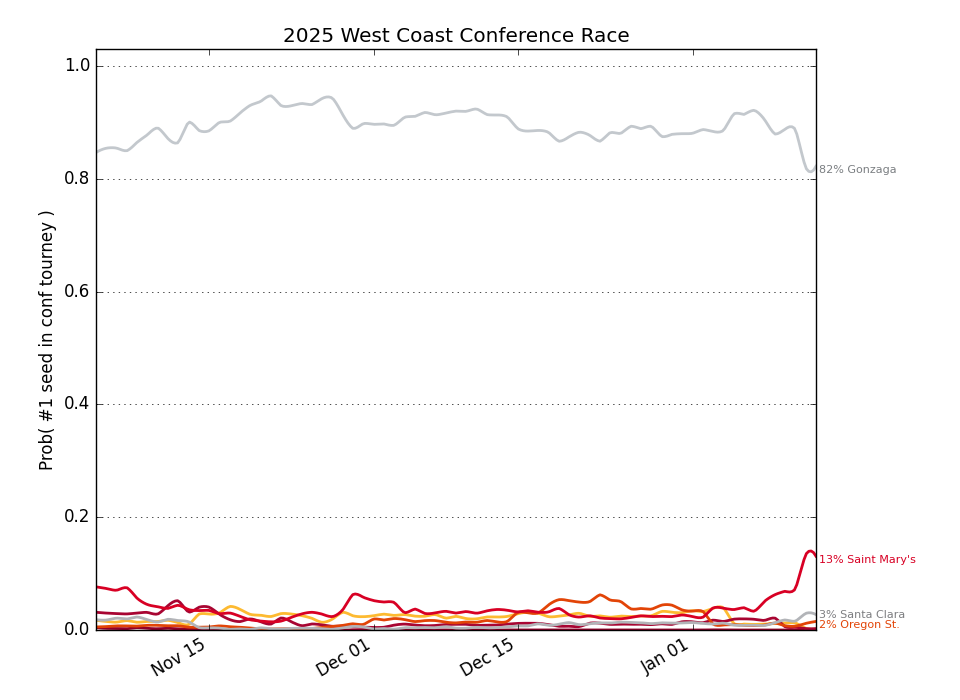 2025 West Coast Conference Race
1.0
0.8
0.6
0.4
0.2
0.0
Prob( #1 seed in conf tourney )
82% Gonzaga
13% Saint Mary's
3% Santa Clara
2% Oregon St.
Nov 15
Dec 01
Dec 15
Jan 01